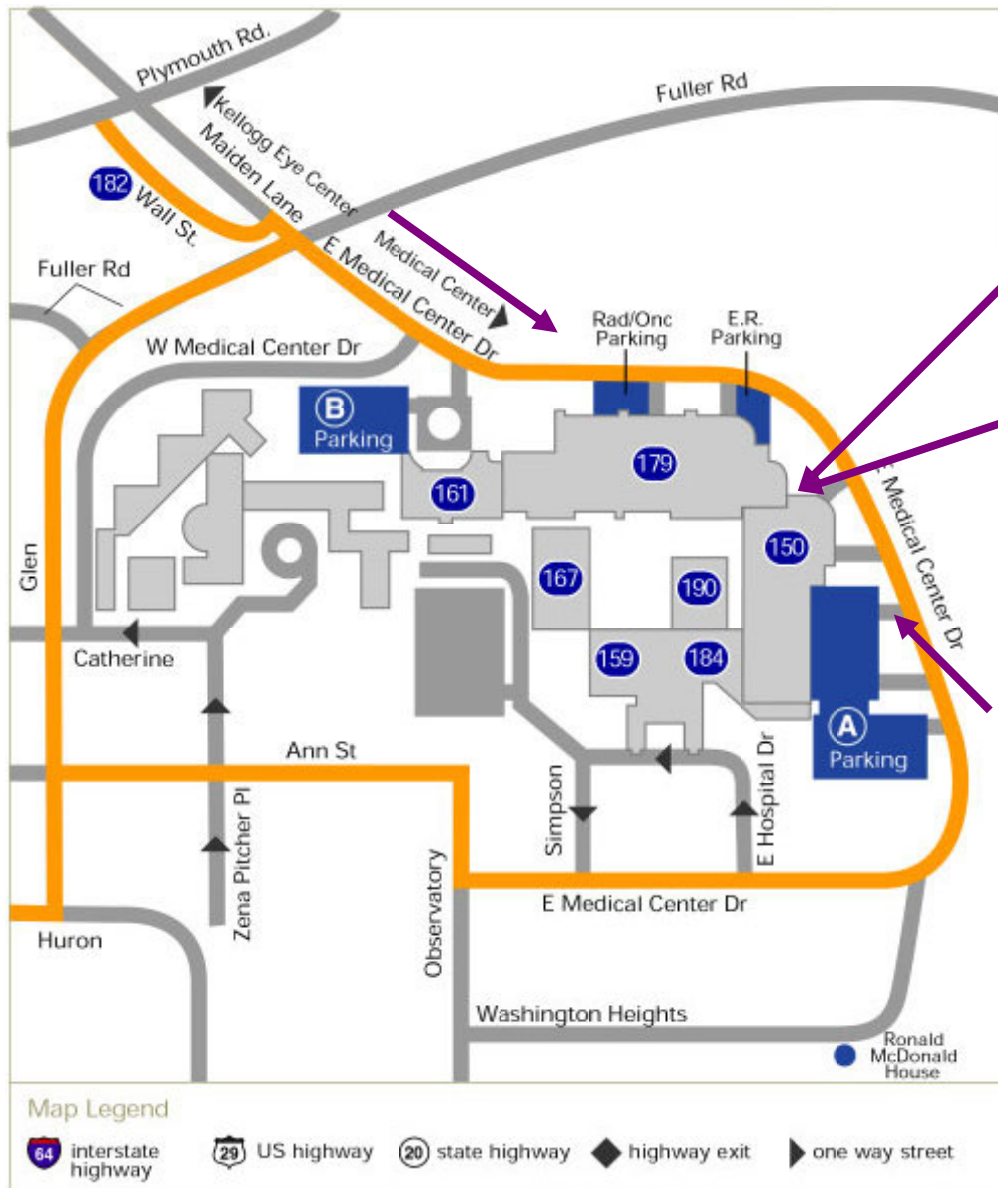 Plymouth Rd.
Kellogg Eye Center
Maiden Lane
Fuller Rd
182
Wall St.
E Medical Center Dr
Medical Center
Fuller Rd
W Medical Center Dr
Rad/Onc
Parking
E.R.
Parking
B
Parking
161
179
150
E Medical Center Dr
Glen
167
190
159
184
Catherine
A
Parking
Ann St
Zena Pitcher Pl
Simpson
E Hospital Dr
Observatory
E Medical Center Dr
Huron
Washington Heights
Ronald
McDonald
House
Map Legend
64 interstate
highway
29 US highway
20 state highway
highway exit
one way street